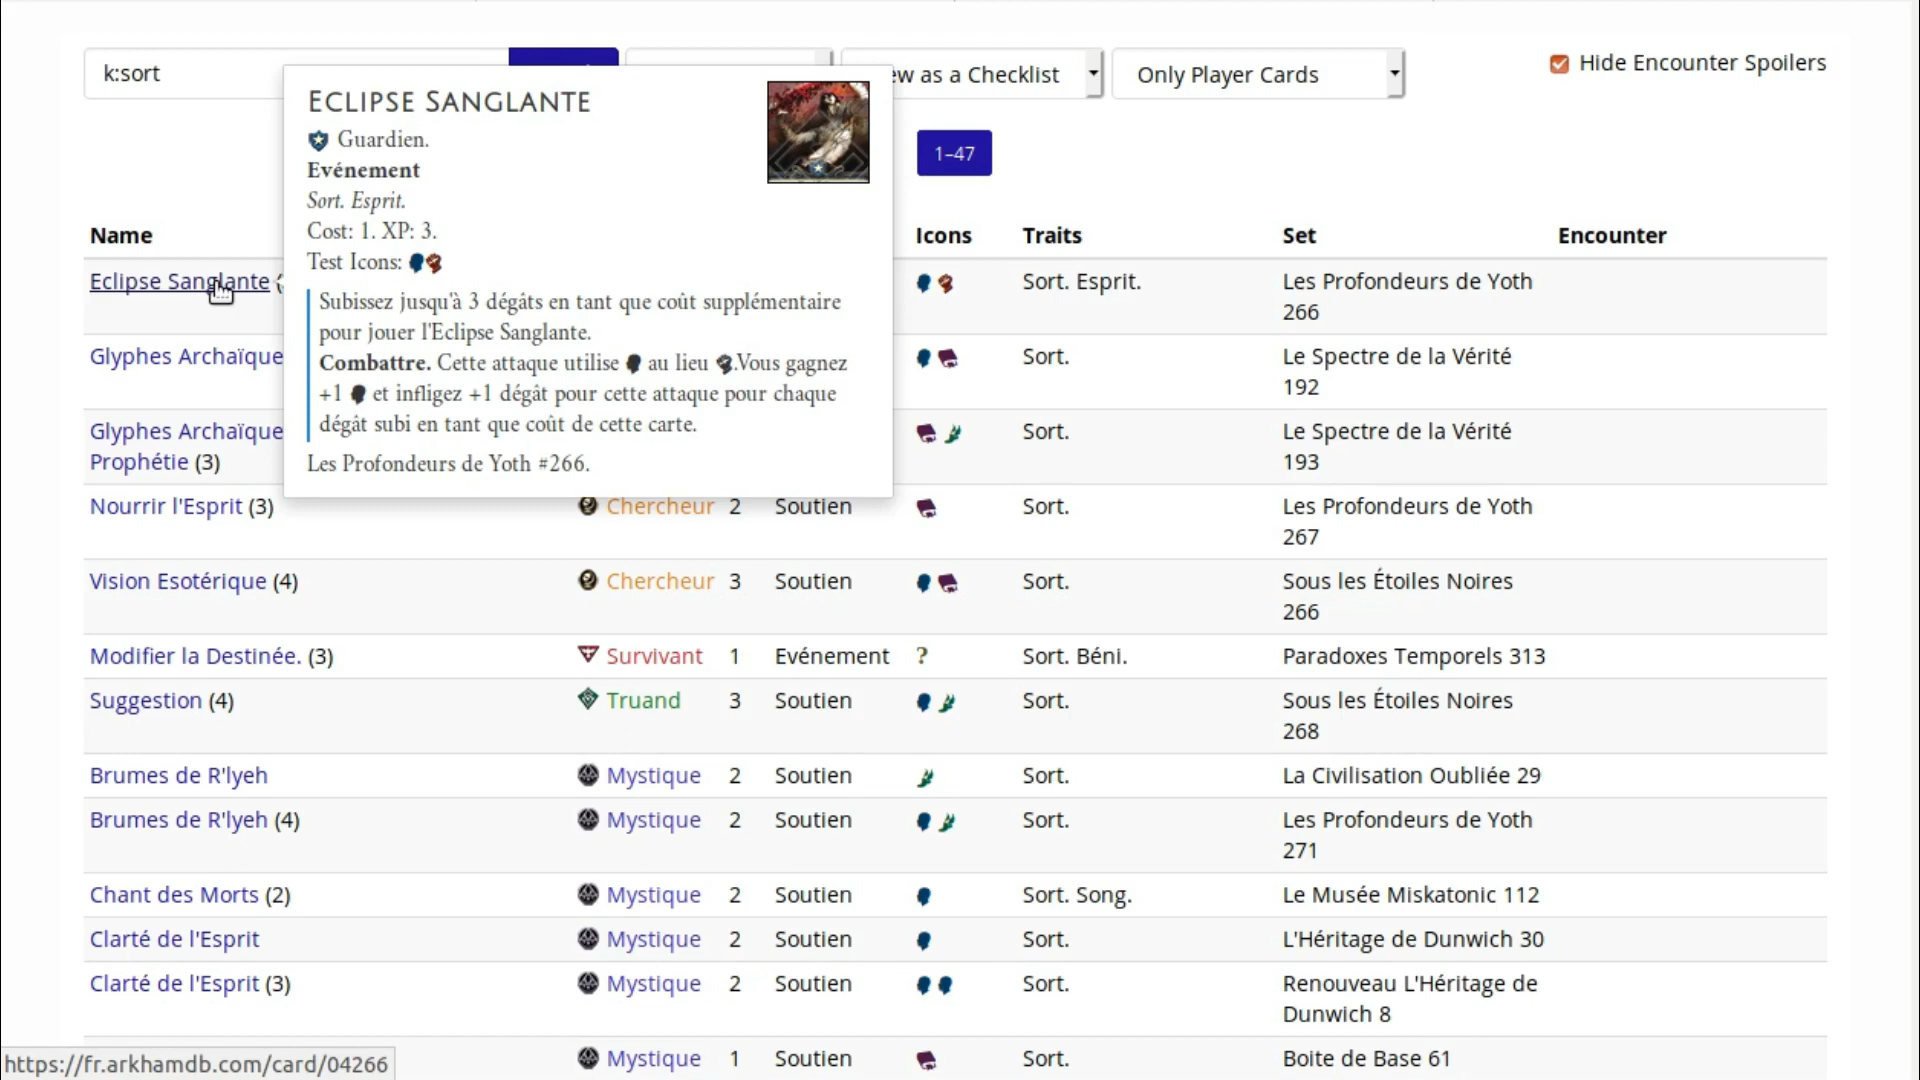 k:sort
ew as a Checklist
Only Player Cards
Hide Encounter Spoilers
1–47
Eclipse Sanglante
Guardien.
Evénement
Sort. Esprit.
Cost: 1. XP: 3.
Test Icons:
Subissez jusqu'à 3 dégâts en tant que coût supplémentaire
pour jouer l'Eclipse Sanglante.
Combattre. Cette attaque utilise au lieu .Vous gagnez
+1 et infligez +1 dégât pour cette attaque pour chaque
dégât subi en tant que coût de cette carte.
Les Profondeurs de Yoth #266.
Name Icons Traits Set Encounter
Eclipse Sanglante ( Sort. Esprit. Les Profondeurs de Yoth
266
Glyphes Archaïque Sort. Le Spectre de la Vérité
192
Glyphes Archaïque Sort. Le Spectre de la Vérité
Prophétie (3) 193
Nourrir l'Esprit (3) Chercheur 2 Soutien Sort. Les Profondeurs de Yoth
267
Vision Esotérique (4) Chercheur 3 Soutien Sort. Sous les Étoiles Noires
266
Modifier la Destinée. (3) Survivant 1 Evénement ? Sort. Béni. Paradoxes Temporels 313
Suggestion (4) Truand 3 Soutien Sort. Sous les Étoiles Noires
268
Brumes de R'lyeh Mystique 2 Soutien Sort. La Civilisation Oubliée 29
Brumes de R'lyeh (4) Mystique 2 Soutien Sort. Les Profondeurs de Yoth
271
Chant des Morts (2) Mystique 2 Soutien Sort. Song. Le Musée Miskatonic 112
Clarté de l'Esprit Mystique 2 Soutien Sort. L'Héritage de Dunwich 30
Clarté de l'Esprit (3) Mystique 2 Soutien Sort. Renouveau L'Héritage de
Dunwich 8
Mystique 1 Soutien Sort. Boite de Base 61
https://fr.arkhamdb.com/card/04266